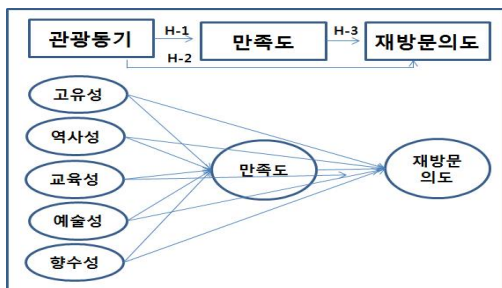 관광동기 H-1 만족도 H-3 재방문의도
H-2
고유성
역사성
교육성
예술성
향수성
만족도
재방문
의도